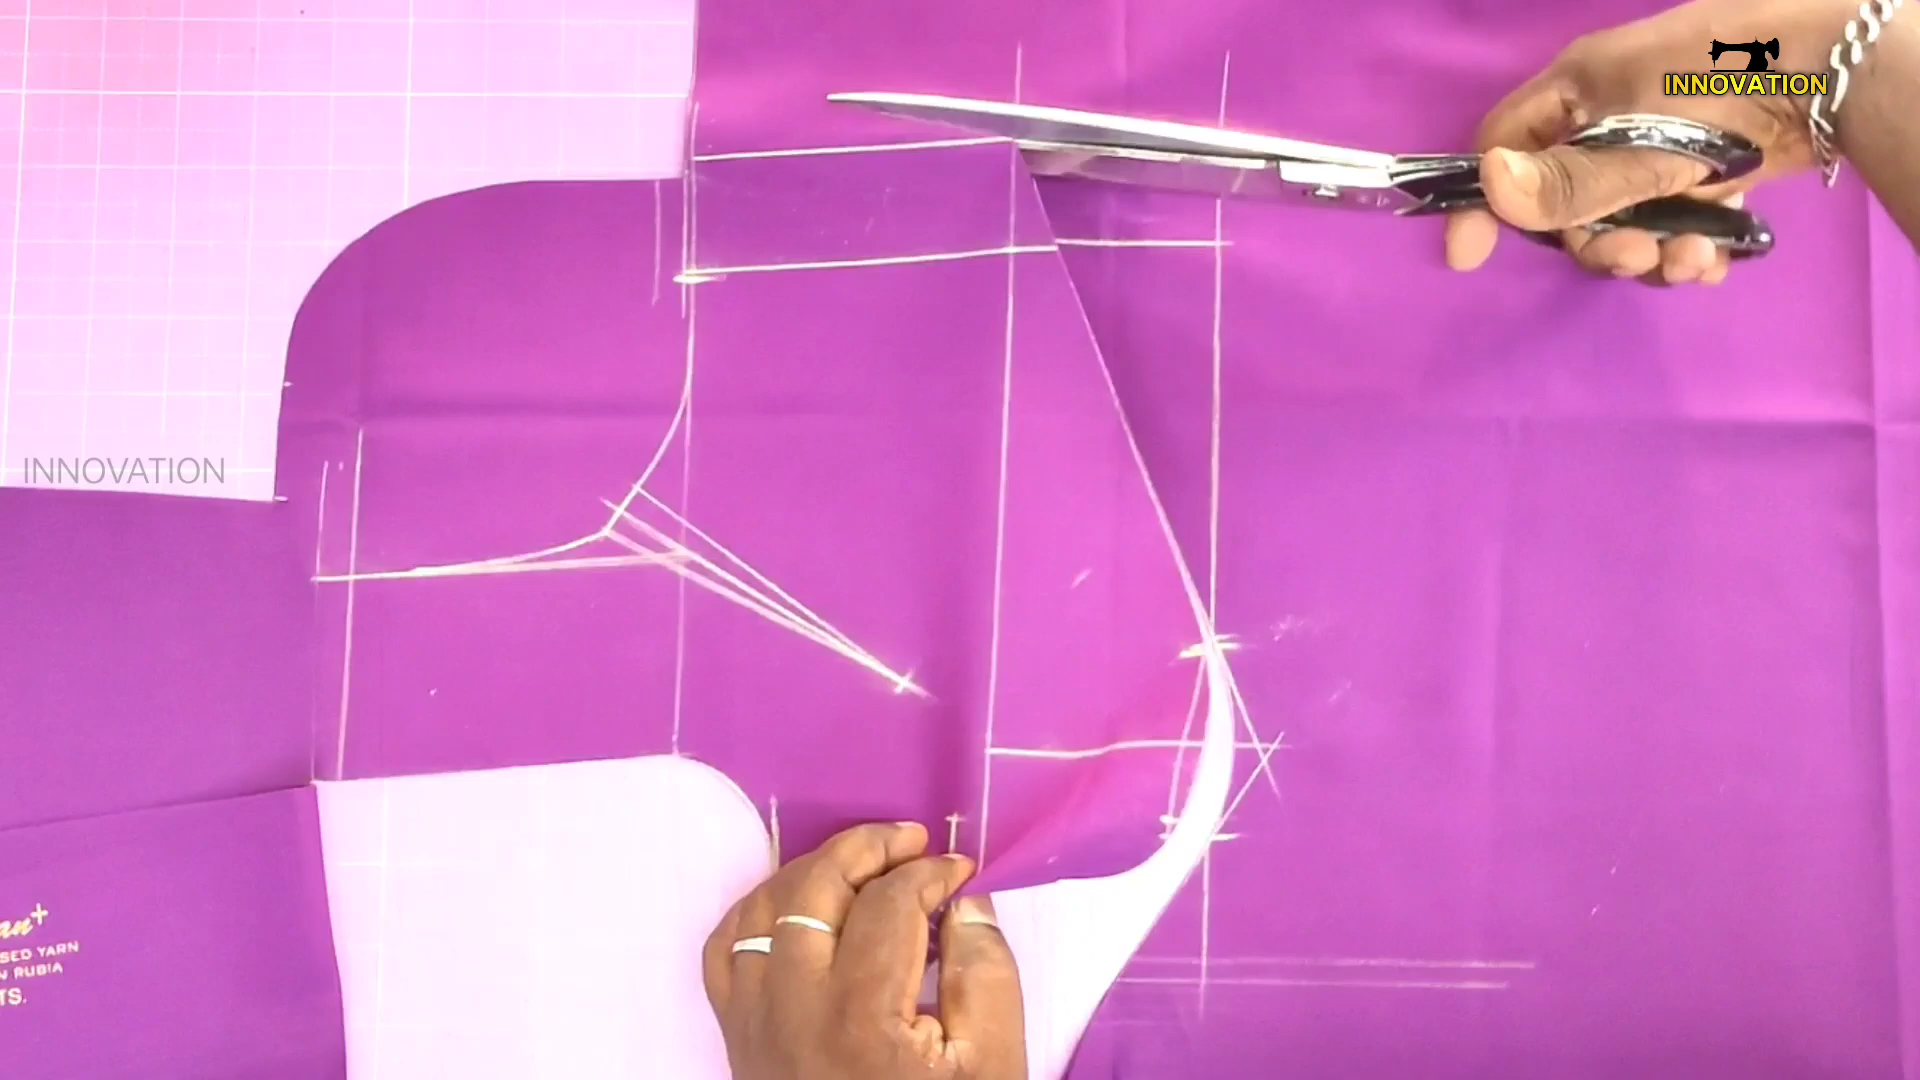 INNOVATION
INNOVATION
SED YARN
N RUBIA
TS.